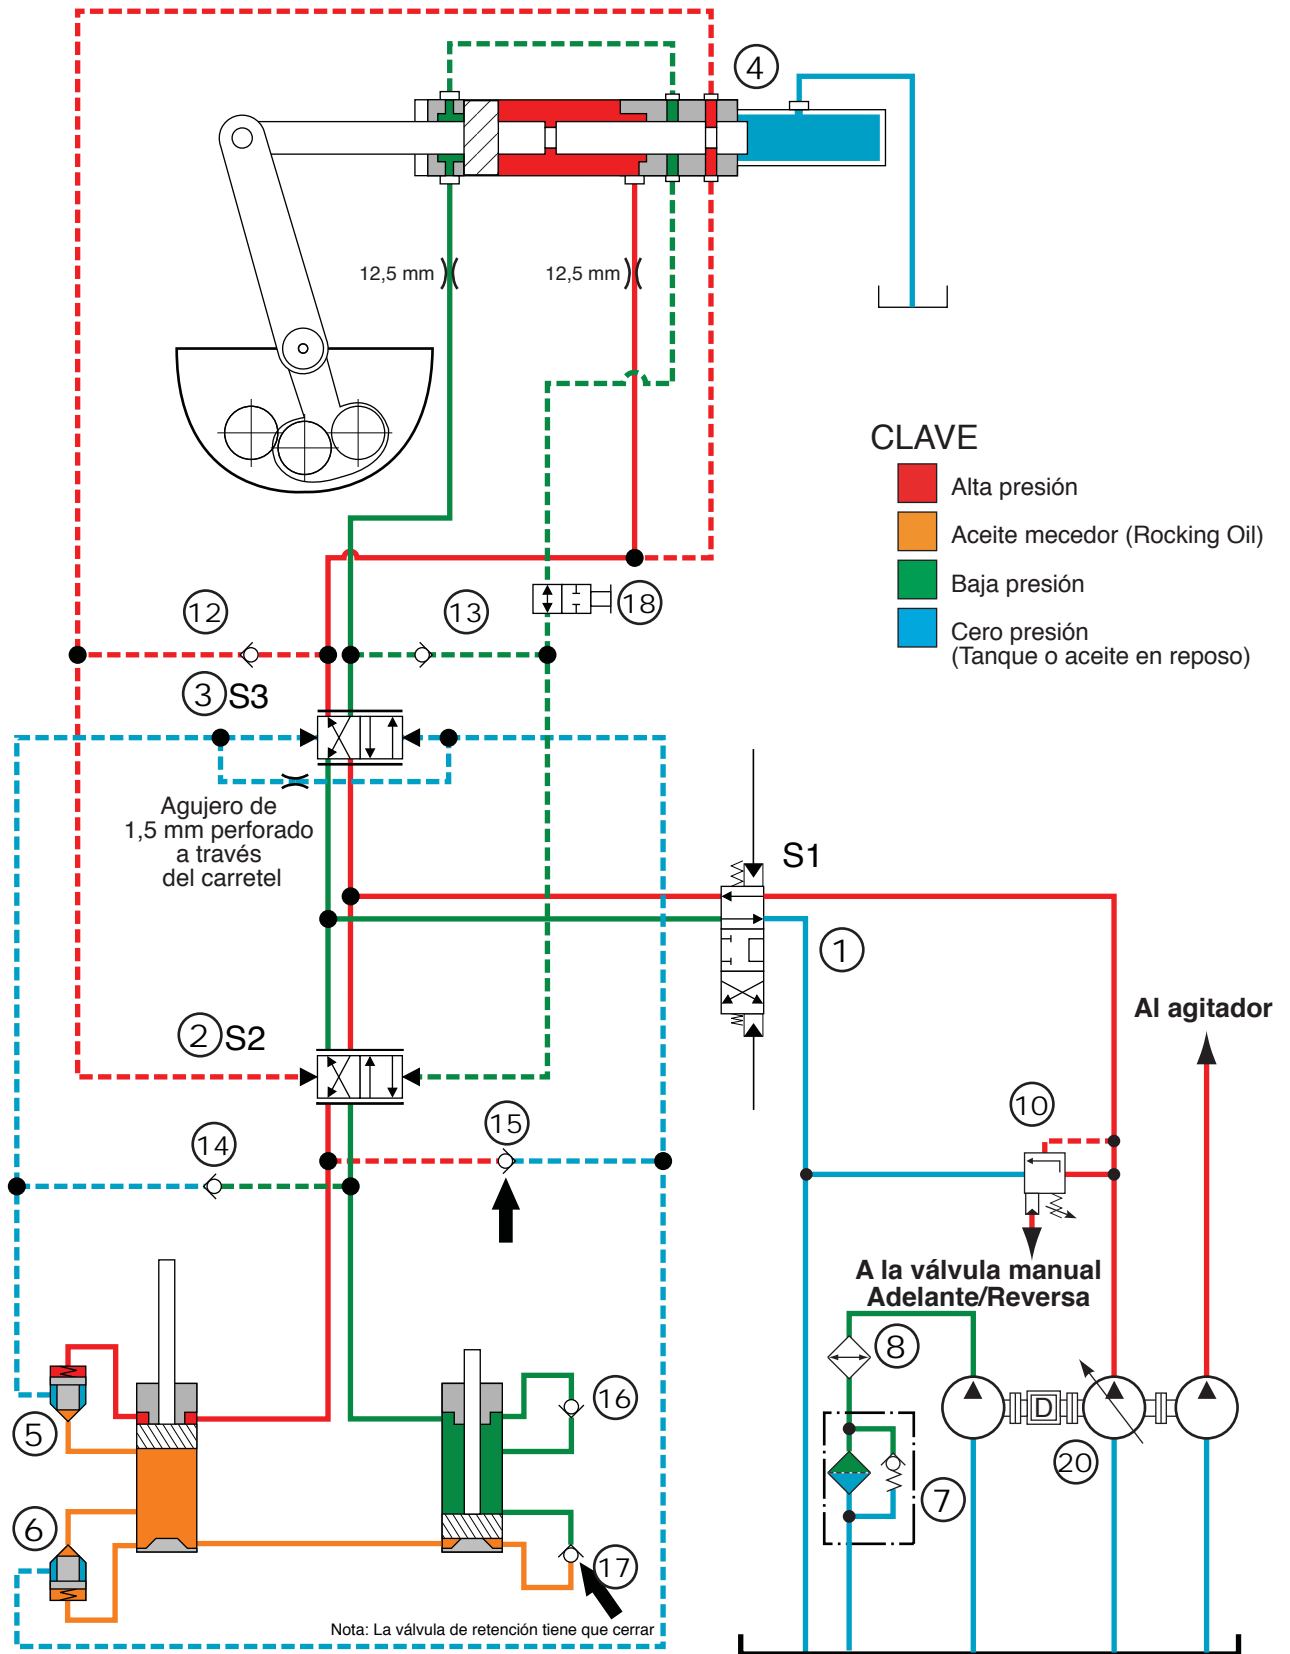 4
12,5 mm
12,5 mm
CLAVE
Alta presión
Aceite mecedor (Rocking Oil)
Baja presión
Cero presión
(Tanque o aceite en reposo)
12
13
18
3 S3
Agujero de
1,5 mm perforado
a través
del carretel
S1
1
2 S2
Al agitador
10
14
15
A la válvula manual
Adelante/Reversa
8
16
5
D
20
7
6
17
Nota: La válvula de retención tiene que cerrar